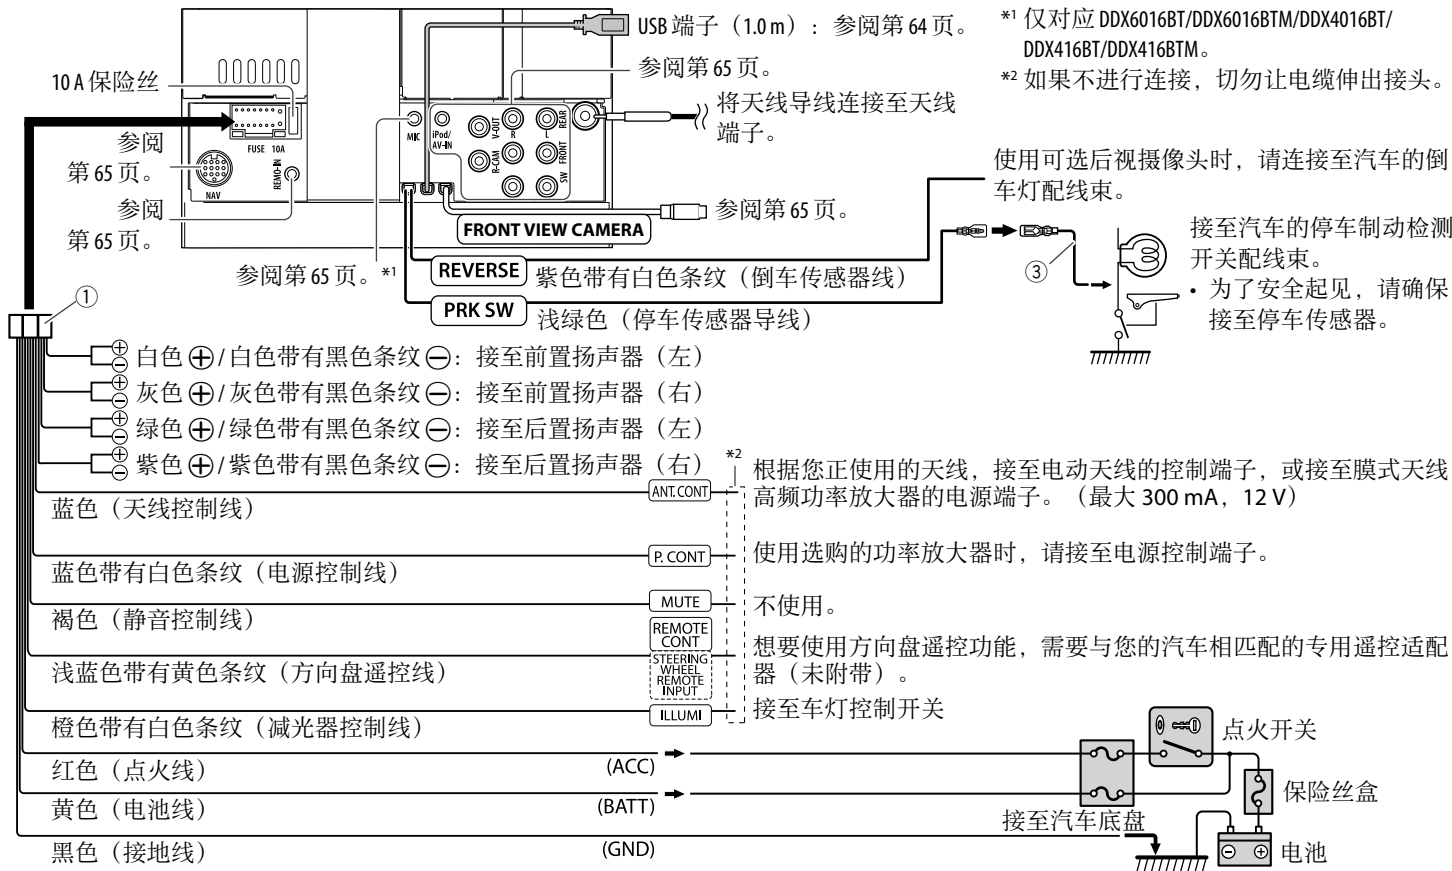 USB 端子（1.0 m）: 参阅第 64 页。
*1 仅对应 DDX6016BT/DDX6016BTM/DDX4016BT/
DDX416BT/DDX416BTM。
*2 如果不进行连接，切勿让电缆伸出接头。
10 A 保险丝
参阅第 65 页。
将天线导线连接至天线
端子。
参阅
第 65 页。
FUSE 10A
NAV
REMO-IN
MIC
iPod/
AV-IN
V-OUT
R-CAM
R
L
REAR
FRONT
SW
参阅
第 65 页。
使用可选后视摄像头时，请连接至汽车的倒
车灯配线束。
参阅第 65 页。
FRONT VIEW CAMERA
参阅第 65 页。*1
REVERSE
紫色带有白色条纹（倒车传感器线）
PRK SW
浅绿色（停车传感器导线）
③
接至汽车的停车制动检测
开关配线束。
• 为了安全起见，请确保
接至停车传感器。
①
⊕
⊖
白色 ⊕/白色带有黑色条纹 ⊖: 接至前置扬声器（左）
⊕
⊖
灰色 ⊕/灰色带有黑色条纹 ⊖: 接至前置扬声器（右）
⊕
⊖
绿色 ⊕/绿色带有黑色条纹 ⊖: 接至后置扬声器（左）
⊕
⊖
紫色 ⊕/紫色带有黑色条纹 ⊖: 接至后置扬声器（右）
*2
蓝色（天线控制线）
ANT. CONT
根据您正使用的天线，接至电动天线的控制端子，或接至膜式天线
高频功率放大器的电源端子。（最大 300 mA，12 V）
蓝色带有白色条纹（电源控制线）
P. CONT
使用选购的功率放大器时，请接至电源控制端子。
褐色（静音控制线）
MUTE
不使用。
浅蓝色带有黄色条纹（方向盘遥控线）
REMOTE
CONT
STEERING
WHEEL
REMOTE
INPUT
想要使用方向盘遥控功能，需要与您的汽车相匹配的专用遥控适配
器（未附带）。
橙色带有白色条纹（减光器控制线）
ILLUMI
接至车灯控制开关
红色（点火线）
(ACC)
点火开关
黄色（电池线）
(BATT)
保险丝盒
黑色（接地线）
(GND)
接至汽车底盘
⊖ ⊕
电池